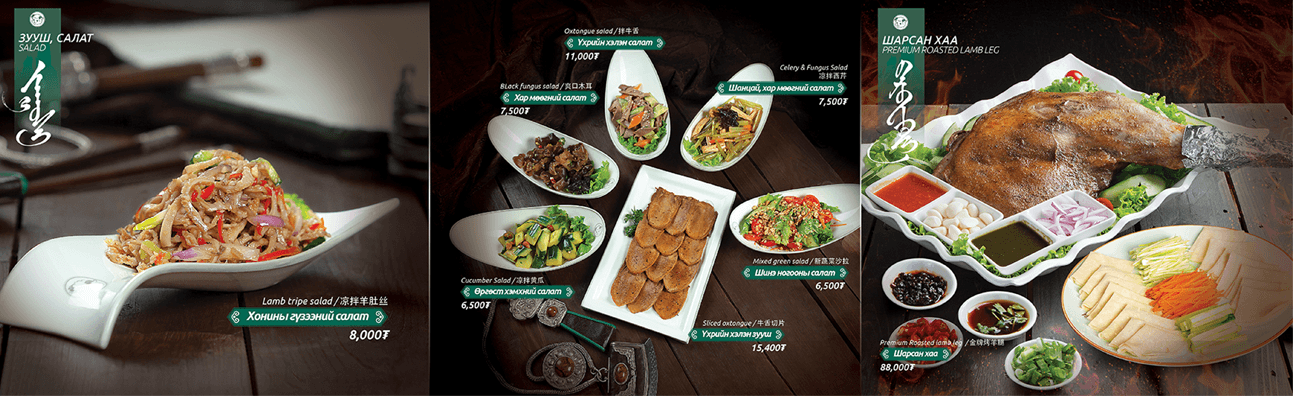 ЗУУШ, САЛАТ
SALAD
Lamb tripe salad / 凉拌羊肚丝
Хонины гүзээний салат
8,000₮
Oxtongue salad / 拌牛舌
Үхрийн хэлэн салат
11,000₮
BLack fungus salad / 爽口木耳
Хар мөөгний салат
7,500₮
Celery & Fungus Salad
凉拌西芹
Шанцай, хар мөөгний салат
7,500₮
Cucumber Salad / 凉拌黄瓜
Өргөст хэмхний салат
6,500₮
Mixed green salad / 新蔬菜沙拉
Шинэ ногооны салат
6,500₮
Sliced oxtongue / 牛舌切片
Үхрийн хэлэн зууш
15,400₮
ШАРСАН ХАА
PREMIUM ROASTED LAMB LEG
Premium Roasted lamb leg / 金牌烤羊腿
Шарсан хаа
88,000₮